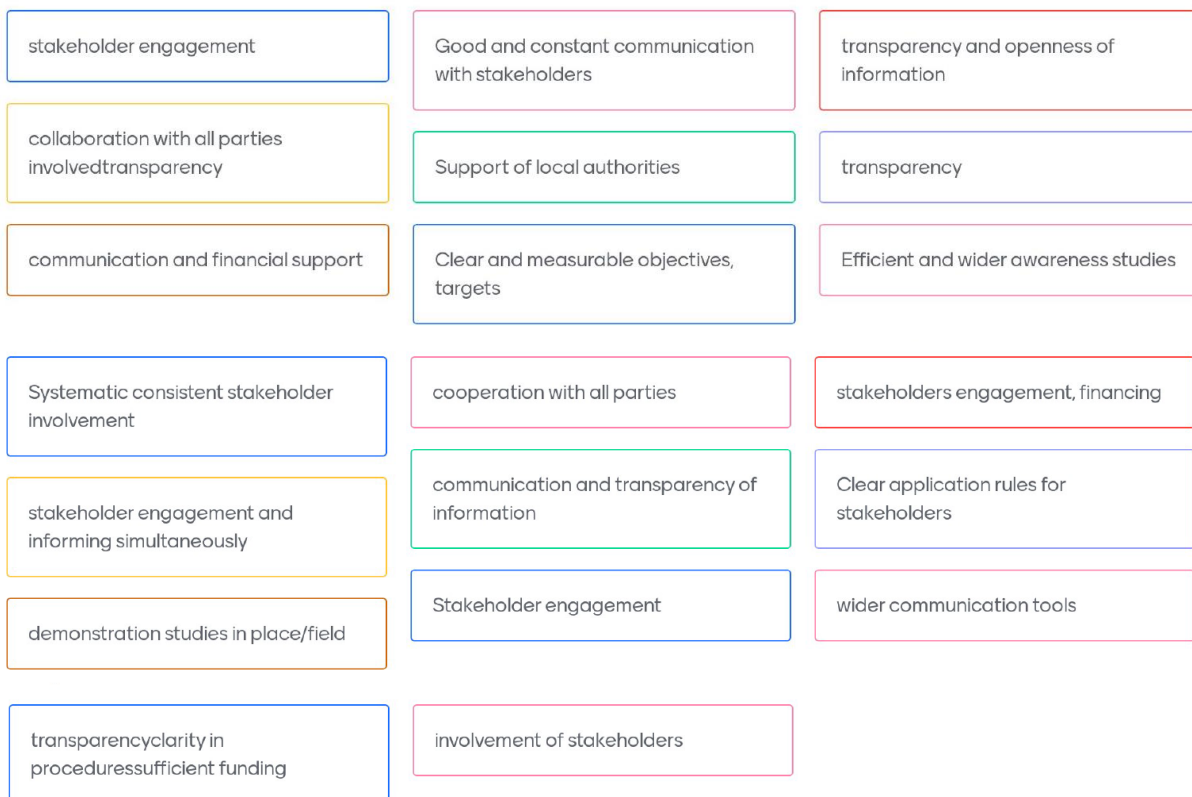 stakeholder engagement
collaboration with all parties
involvedtransparency
communication and financial support
Good and constant communication
with stakeholders
Support of local authorities
Clear and measurable objectives,
targets
transparency and openness of
information
transparency
Efficient and wider awareness studies
Systematic consistent stakeholder
involvement
stakeholder engagement and
informing simultaneously
demonstration studies in place/field
cooperation with all parties
communication and transparency of
information
Stakeholder engagement
stakeholders engagement, financing
Clear application rules for
stakeholders
wider communication tools
transparencyclarity in
proceduressufficient funding
involvement of stakeholders